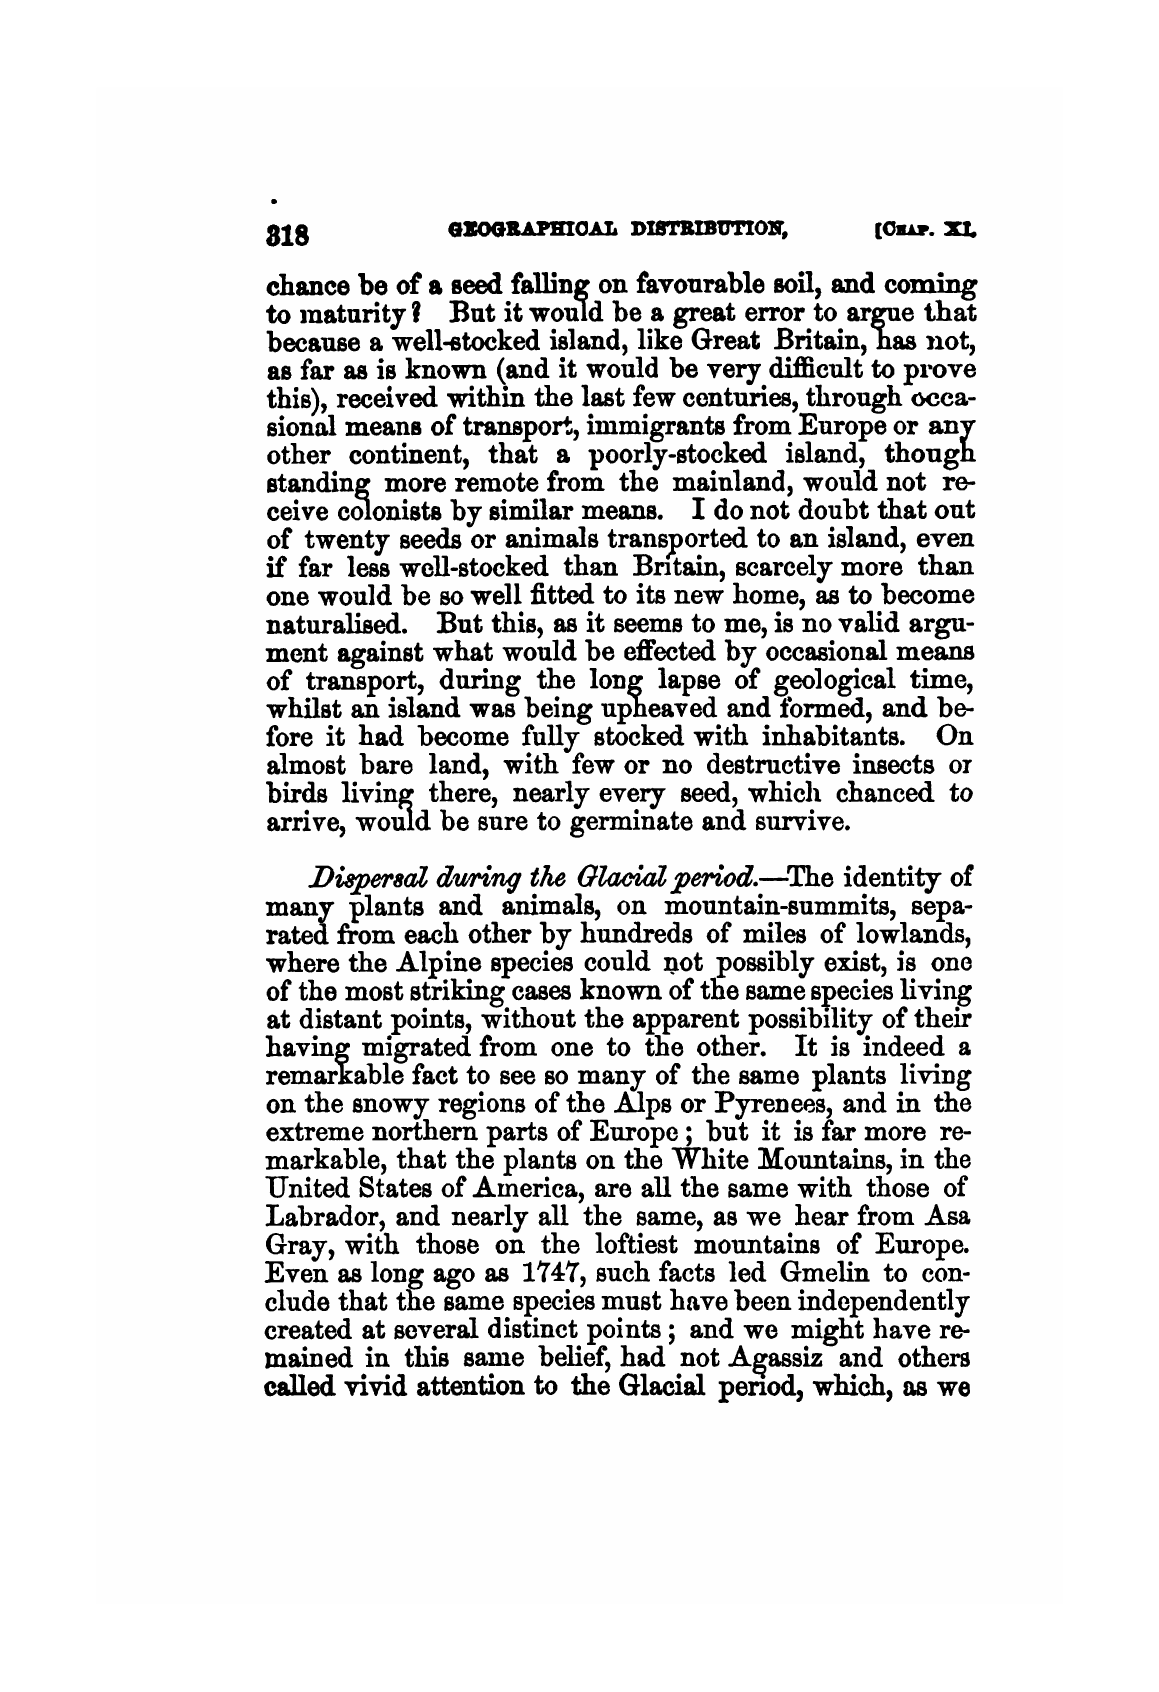 318 GEOGRAPHICAL DISTRIBUTION, [CHAP. XI.
chance be of a seed falling on favourable soil, and coming
to maturity? But it would be a great error to argue that
because a well-stocked island, like Great Britain, has not,
as far as is known (and it would be very difficult to prove
this), received within the last few centuries, through occa-
sional means of transport, immigrants from Europe or any
other continent, that a poorly-stocked island, though
standing more remote from the mainland, would not re-
ceive colonists by similar means. I do not doubt that out
of twenty seeds or animals transported to an island, even
if far less well-stocked than Britain, scarcely more than
one would be so well fitted to its new home, as to become
naturalised. But this, as it seems to me, is no valid argu-
ment against what would be effected by occasional means
of transport, during the long lapse of geological time,
whilst an island was being upheaved and formed, and be-
fore it had become fully stocked with inhabitants. On
almost bare land, with few or no destructive insects or
birds living there, nearly every seed, which chanced to
arrive, would be sure to germinate and survive.
Dispersal during the Glacial period.—The identity of
many plants and animals, on mountain-summits, sepa-
rated from each other by hundreds of miles of lowlands,
where the Alpine species could not possibly exist, is one
of the most striking cases known of the same species living
at distant points, without the apparent possibility of their
having migrated from one to the other. It is indeed a
remarkable fact to see so many of the same plants living
on the snowy regions of the Alps or Pyrenees, and in the
extreme northern parts of Europe; but it is far more re-
markable, that the plants on the White Mountains, in the
United States of America, are all the same with those of
Labrador, and nearly all the same, as we hear from Asa
Gray, with those on the loftiest mountains of Europe.
Even as long ago as 1747, such facts led Gmelin to con-
clude that the same species must have been independently
created at several distinct points; and we might have re-
mained in this same belief, had not Agassiz and others
called vivid attention to the Glacial period, which, as we